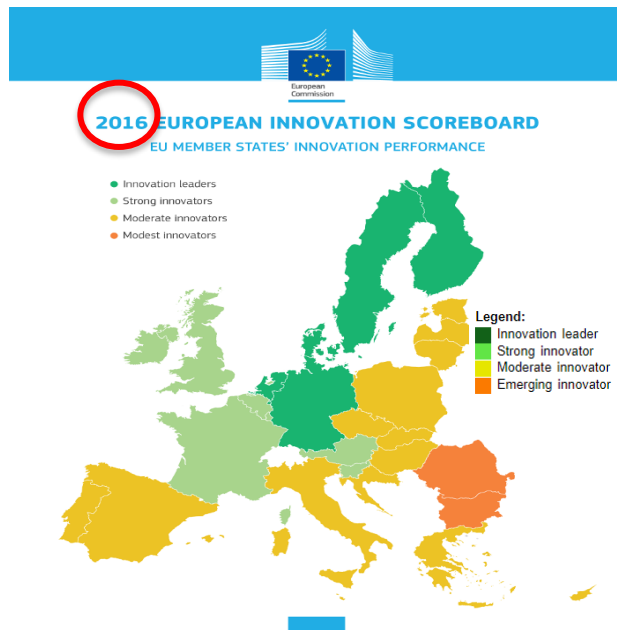 European
Commission
2016 EUROPEAN INNOVATION SCOREBOARD
EU MEMBER STATES' INNOVATION PERFORMANCE
Innovation leaders
Strong innovators
Moderate innovators
Modest innovators
Legend:
Innovation leader
Strong innovator
Moderate innovator
Emerging innovator